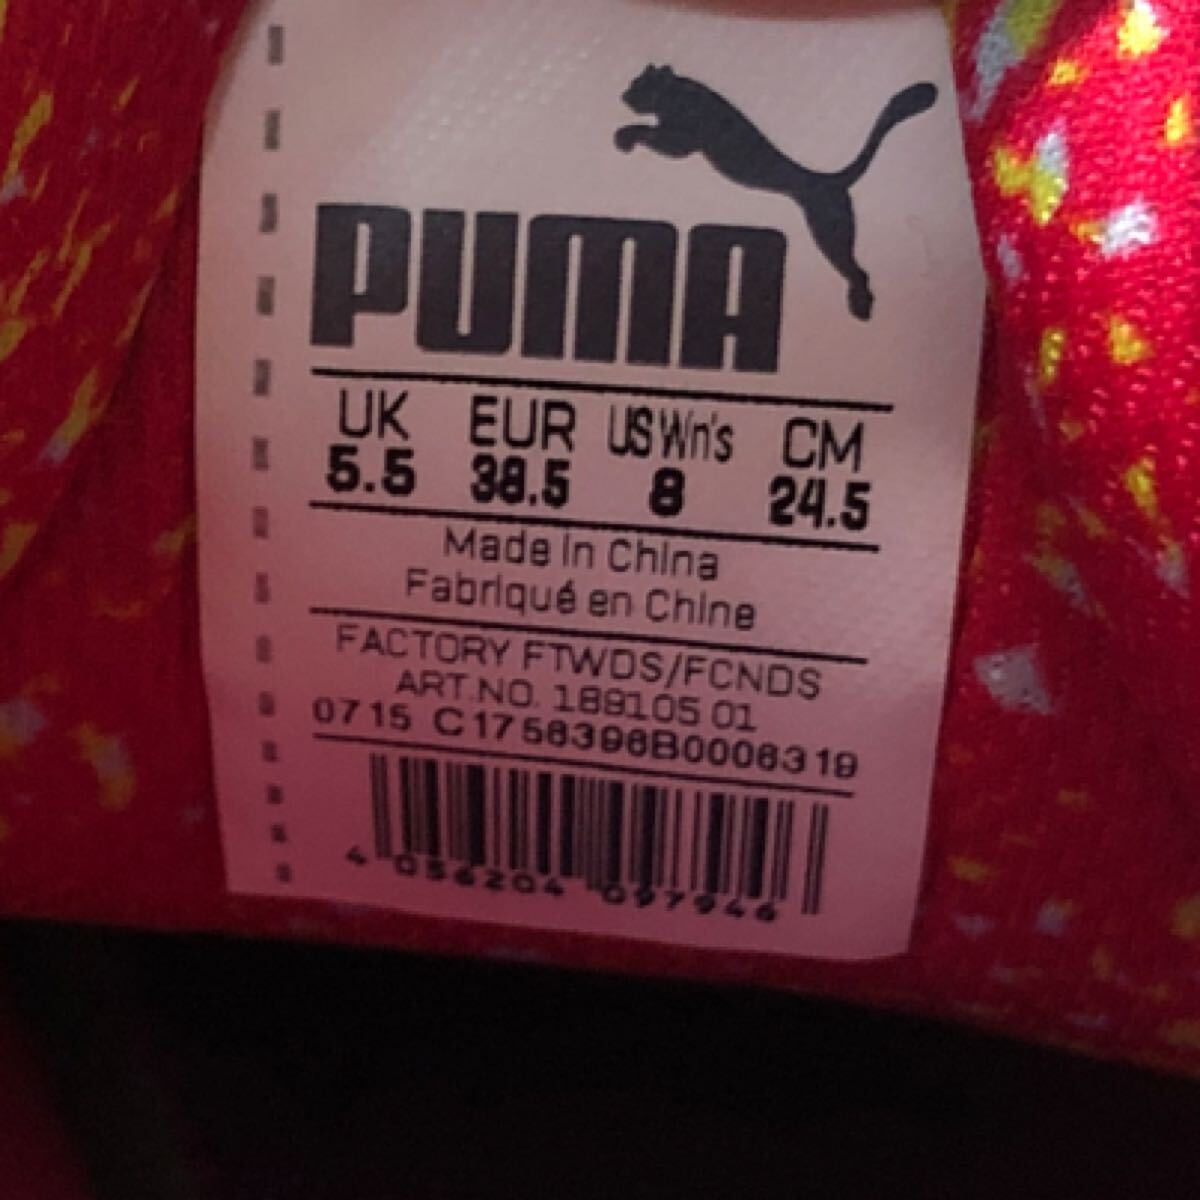 PUMA
UK EUR US Wn's CM
5.5 38.5 8 24.5
Made in China
Fabriqué en Chine
FACTORY FTWDS/FCNDS
ART.NO. 189105 01
0715 C1758396B0006319
4 056204 097946